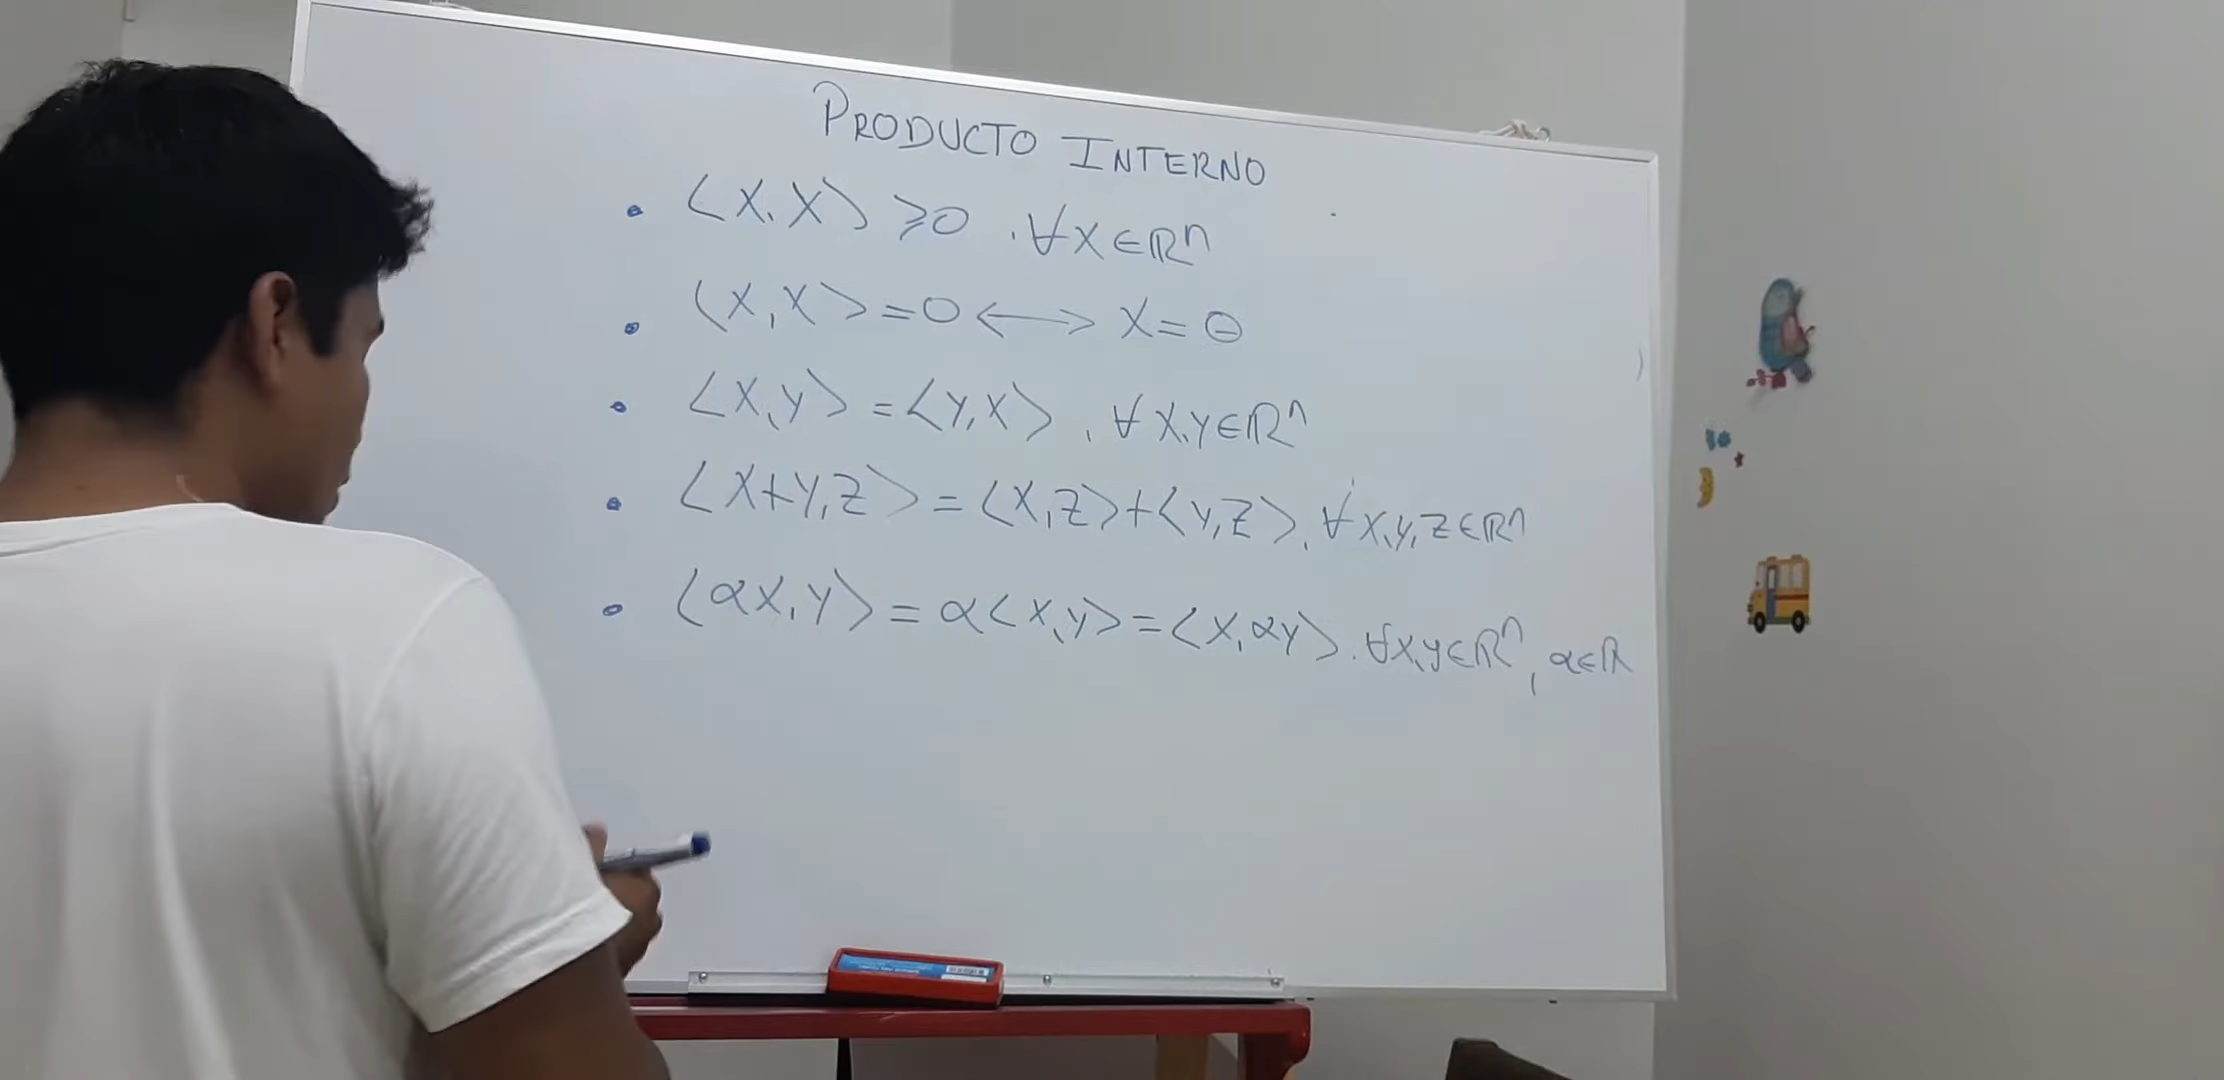 PRODUCTO INTERNO
• ⟨X, X⟩ ⩾ 0 , ∀ X ∈ ℝⁿ
• ⟨X, X⟩ = 0 ⟷ X = Θ
• ⟨X, y⟩ = ⟨y, X⟩ , ∀ X, y ∈ ℝⁿ
• ⟨X+y, Z⟩ = ⟨X, Z⟩ + ⟨y, Z⟩, ∀ X, y, Z ∈ ℝⁿ
• ⟨αX, y⟩ = α⟨X, y⟩ = ⟨X, αy⟩ , ∀ X, y ∈ ℝⁿ, α ∈ ℝ